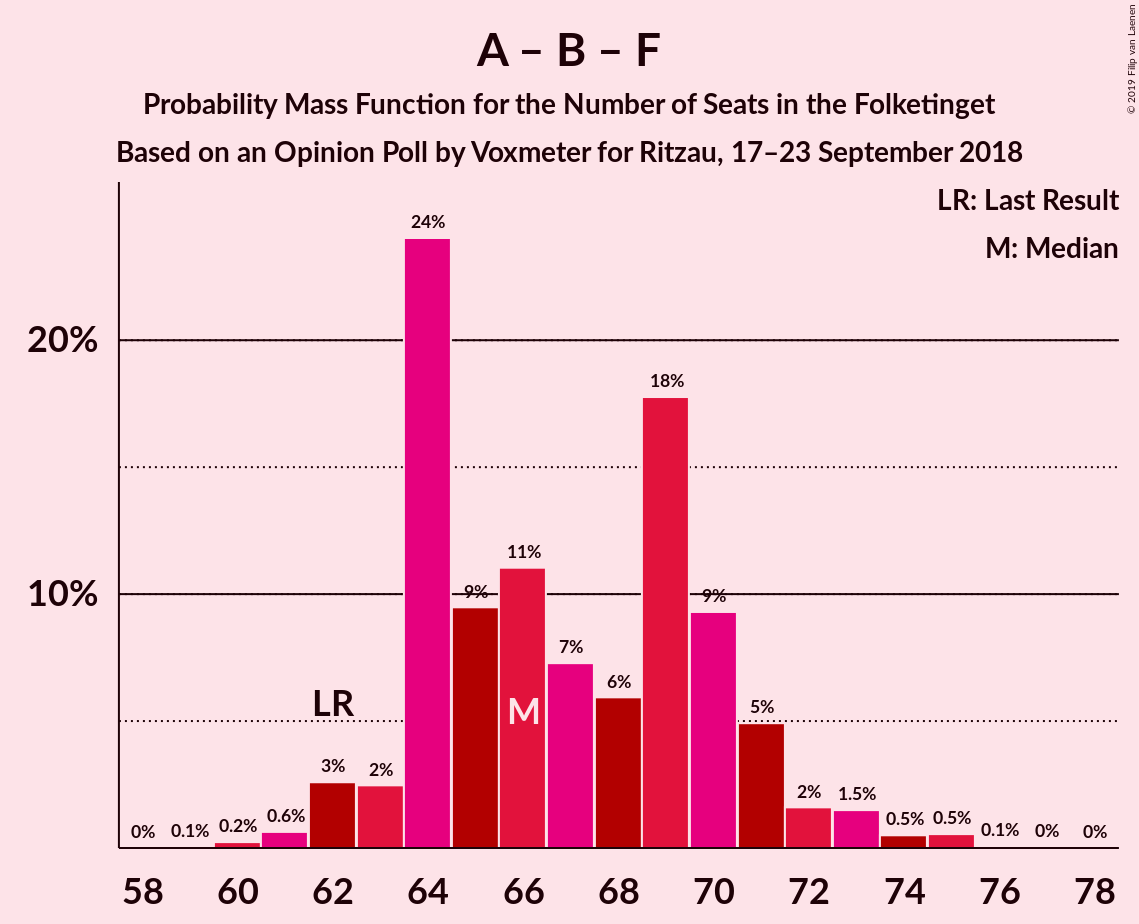 A – B – F
Probability Mass Function for the Number of Seats in the Folketinget
Based on an Opinion Poll by Voxmeter for Ritzau, 17–23 September 2018
© 2019 Filip van Laenen
LR: Last Result
M: Median
20%
10%
0%
0.1%
0.2%
0.6%
3%
2%
24%
9%
11%
7%
6%
18%
9%
5%
2%
1.5%
0.5%
0.5%
0.1%
0%
0%
LR
M
58 60 62 64 66 68 70 72 74 76 78